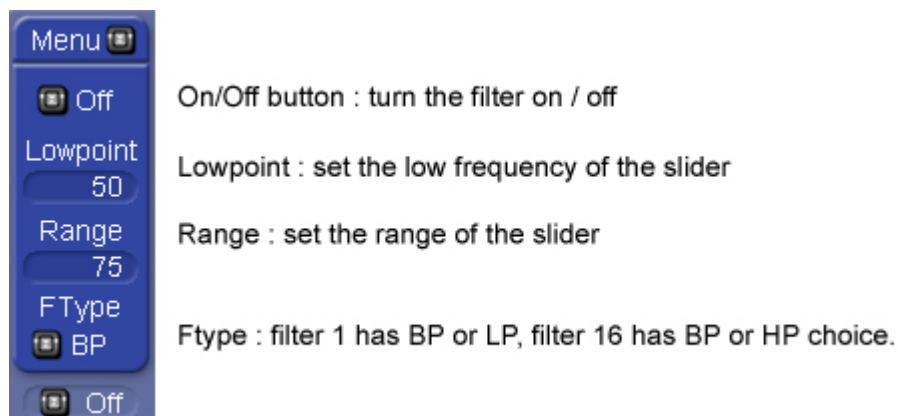 Menu
Off
On/Off button : turn the filter on / off
Lowpoint
50
Lowpoint : set the low frequency of the slider
Range
75
Range : set the range of the slider
FType
BP
Ftype : filter 1 has BP or LP, filter 16 has BP or HP choice.
Off